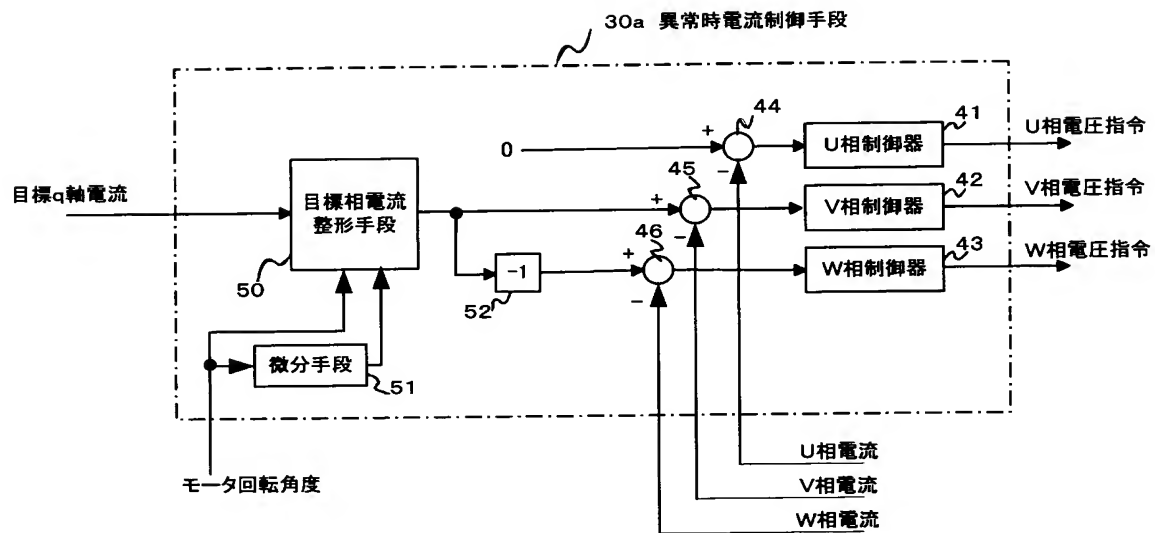 30a 異常時電流制御手段
44
41
U相電圧指令
0
+
-
U相制御器
45
42
V相電圧指令
目標q軸電流
目標相電流
整形手段
+
-
V相制御器
46
43
W相電圧指令
50
-1
52
+
-
W相制御器
微分手段
51
モータ回転角度
U相電流
V相電流
W相電流